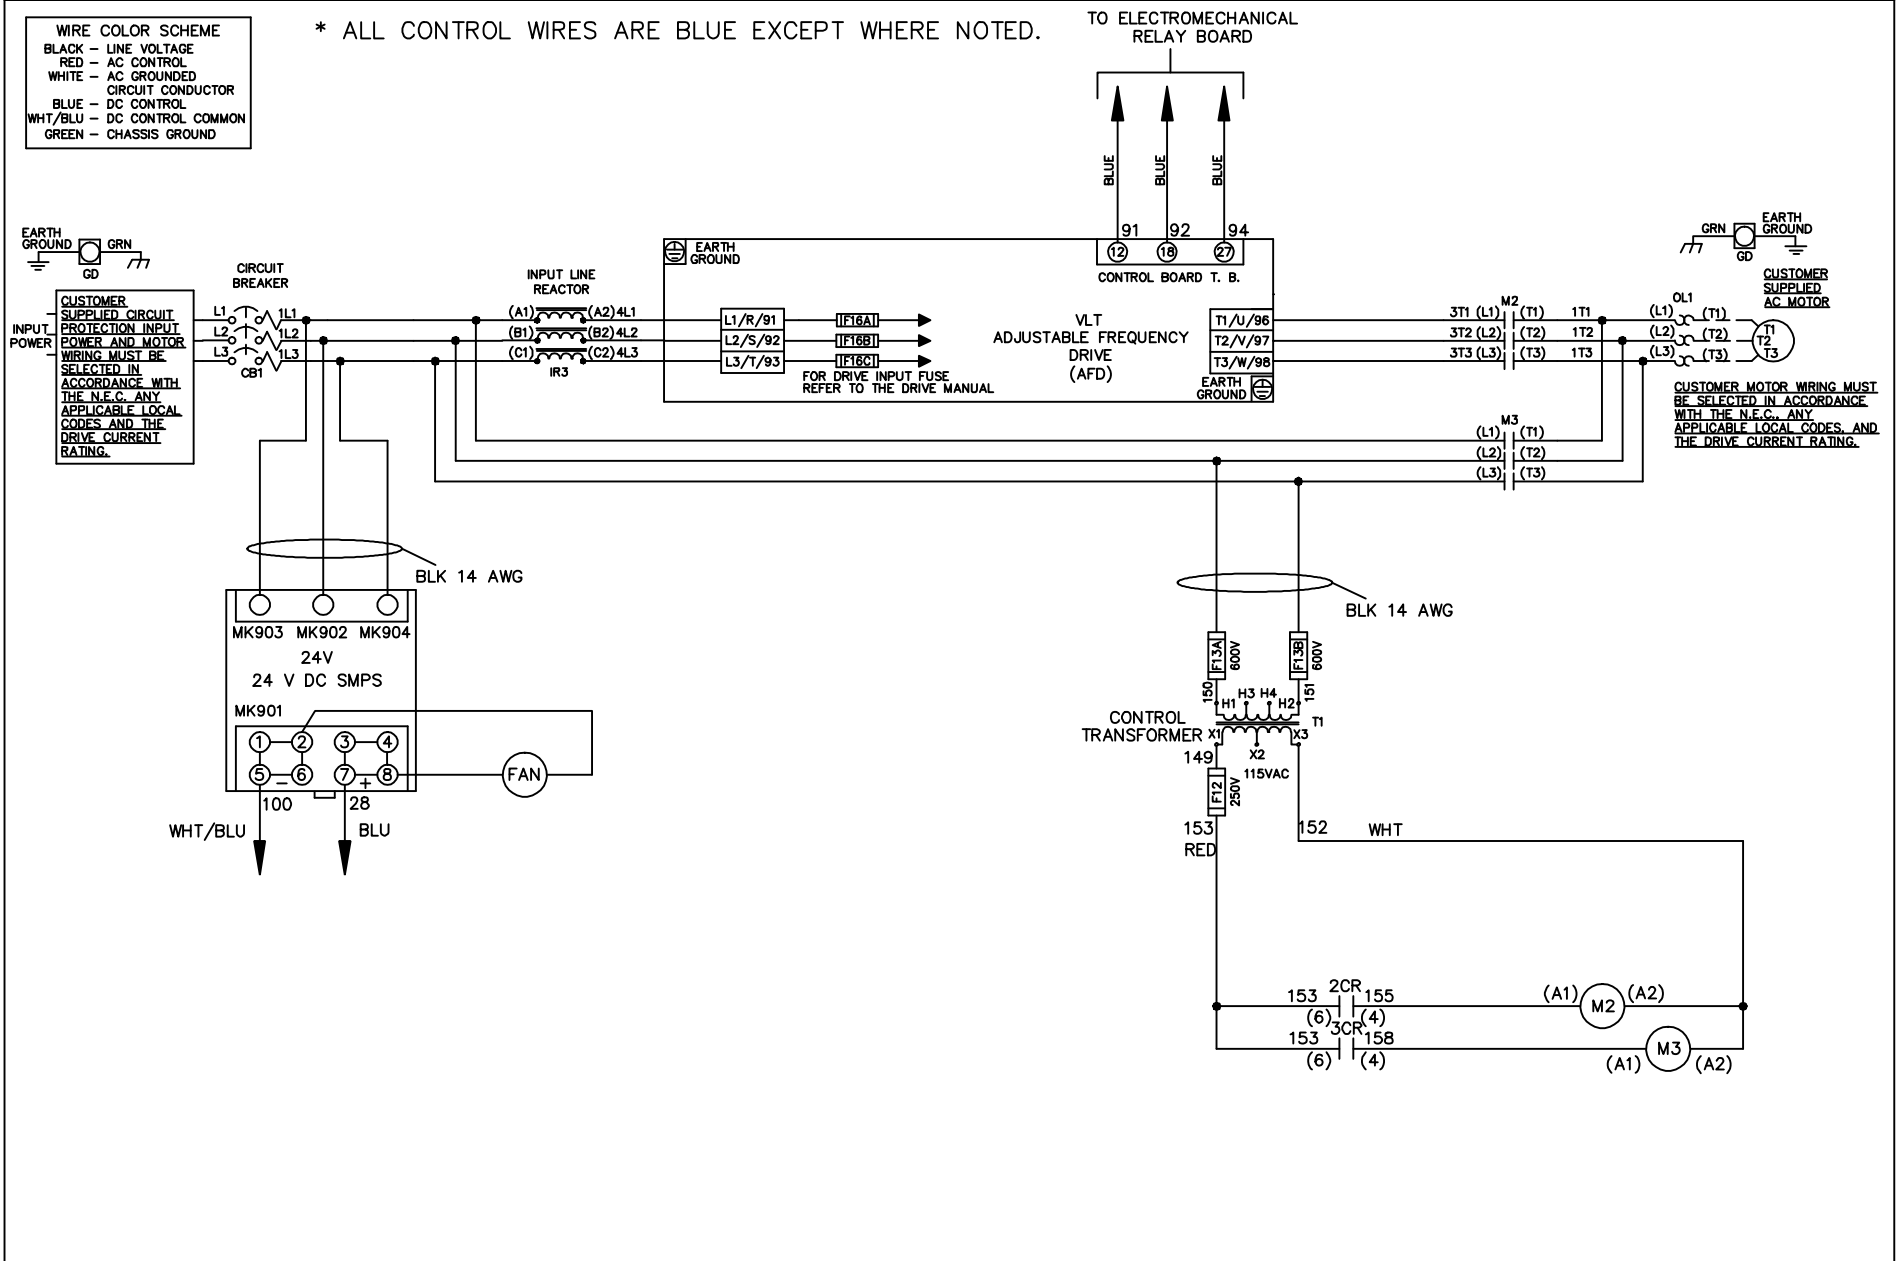 WIRE COLOR SCHEME
BLACK – LINE VOLTAGE
RED – AC CONTROL
WHITE – AC GROUNDED
CIRCUIT CONDUCTOR
BLUE – DC CONTROL
WHT/BLU – DC CONTROL COMMON
GREEN – CHASSIS GROUND
* ALL CONTROL WIRES ARE BLUE EXCEPT WHERE NOTED.
TO ELECTROMECHANICAL
RELAY BOARD
BLUE
BLUE
BLUE
91
92
94
12
18
27
CONTROL BOARD T. B.
EARTH
GROUND
GRN
GD
CUSTOMER
SUPPLIED CIRCUIT
PROTECTION INPUT
POWER AND MOTOR
WIRING MUST BE
SELECTED IN
ACCORDANCE WITH
THE N.E.C. ANY
APPLICABLE LOCAL
CODES AND THE
DRIVE CURRENT
RATING.
INPUT
POWER
CIRCUIT
BREAKER
L1
L2
L3
1L1
1L2
1L3
CB1
INPUT LINE
REACTOR
(A1)
(A2)
4L1
(B1)
(B2)
4L2
(C1)
(C2)
4L3
IR3
EARTH
GROUND
L1/R/91
L2/S/92
L3/T/93
F16A
F16B
F16C
FOR DRIVE INPUT FUSE
REFER TO THE DRIVE MANUAL
VLT
ADJUSTABLE FREQUENCY
DRIVE
(AFD)
T1/U/96
T2/V/97
T3/W/98
EARTH
GROUND
M2
3T1 (L1) (T1) 1T1
3T2 (L2) (T2) 1T2
3T3 (L3) (T3) 1T3
M3
(L1) (T1)
(L2) (T2)
(L3) (T3)
OL1
(L1) (T1)
(L2) (T2)
(L3) (T3)
T1
T2
T3
GRN
GD
EARTH
GROUND
CUSTOMER
SUPPLIED
AC MOTOR
CUSTOMER MOTOR WIRING MUST
BE SELECTED IN ACCORDANCE
WITH THE N.E.C., ANY
APPLICABLE LOCAL CODES, AND
THE DRIVE CURRENT RATING.
BLK 14 AWG
MK903 MK902 MK904
24V
24 V DC SMPS
MK901
1
2
3
4
5
–
6
7
+
8
100
28
WHT/BLU
BLU
FAN
BLK 14 AWG
F13A
600V
F13B
600V
150
151
H1
H3
H4
H2
T1
CONTROL
TRANSFORMER
X1
X2
X3
115VAC
149
F12
250V
153
RED
152
WHT
2CR
153
155
(6)
(4)
(A1)
M2
(A2)
3CR
153
158
(6)
(4)
(A1)
M3
(A2)